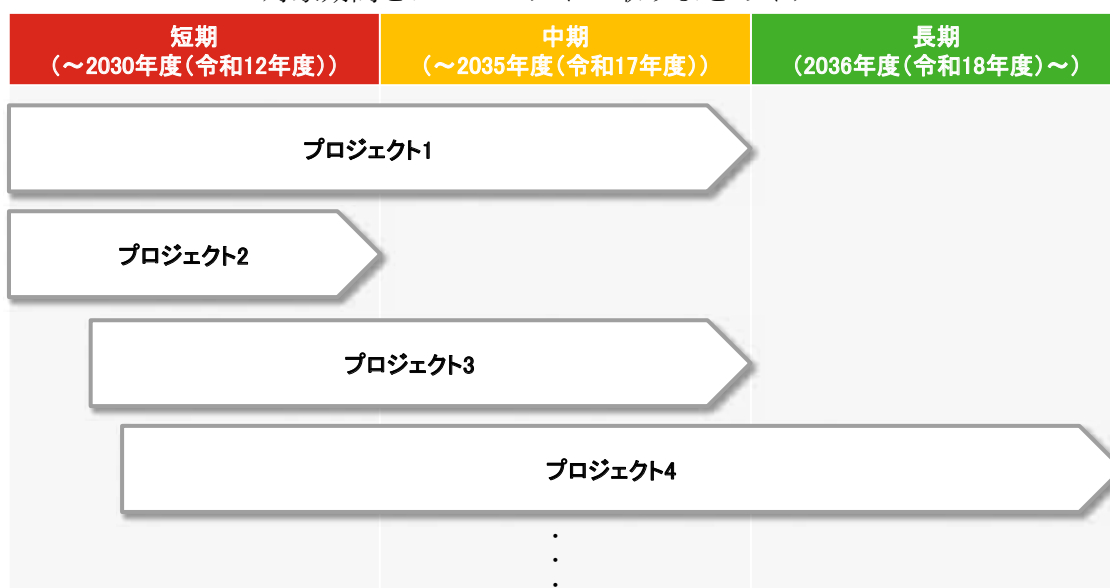 短期
（～2030年度（令和12年度））
中期
（～2035年度（令和17年度））
長期
（2036年度（令和18年度）～）
プロジェクト1
プロジェクト2
プロジェクト3
プロジェクト4